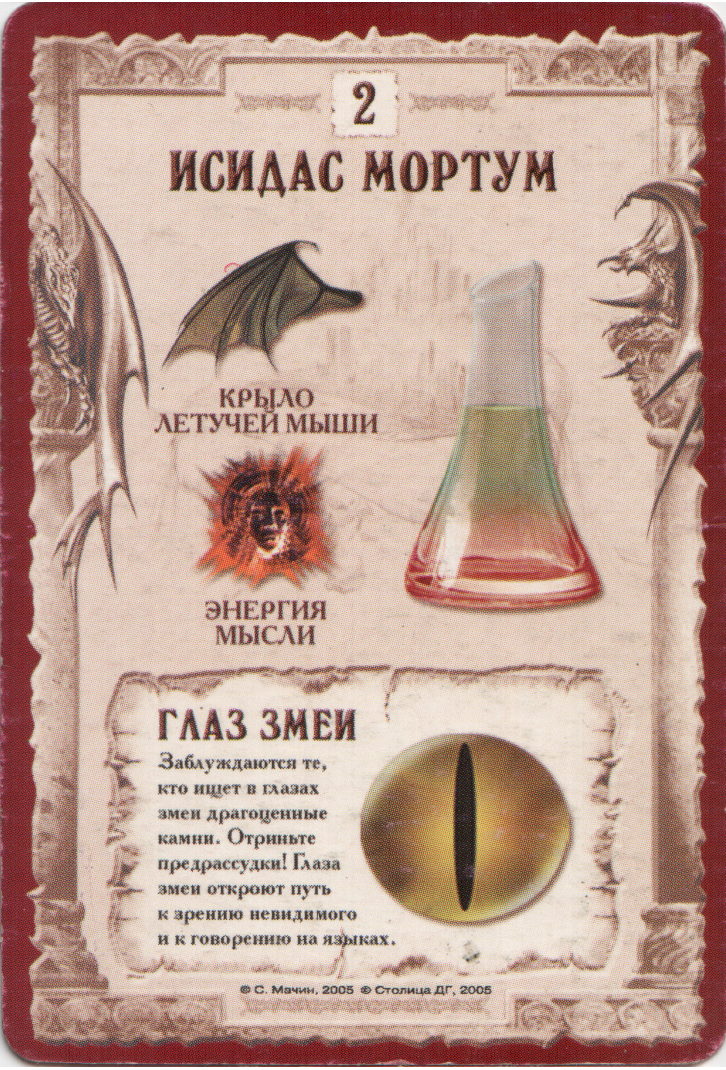 2
ИСИДАС МОРТУМ
КРЫЛО
ЛЕТУЧЕЙ МЫШИ
ЭНЕРГИЯ
МЫСЛИ
ГЛАЗ ЗМЕИ
Заблуждаются те,
кто ищет в глазах
змеи драгоценные
камни. Отриньте
предрассудки! Глаза
змеи откроют путь
к зрению невидимого
и к говорению на языках.
© С. Мачин, 2005 © Столица ДГ, 2005